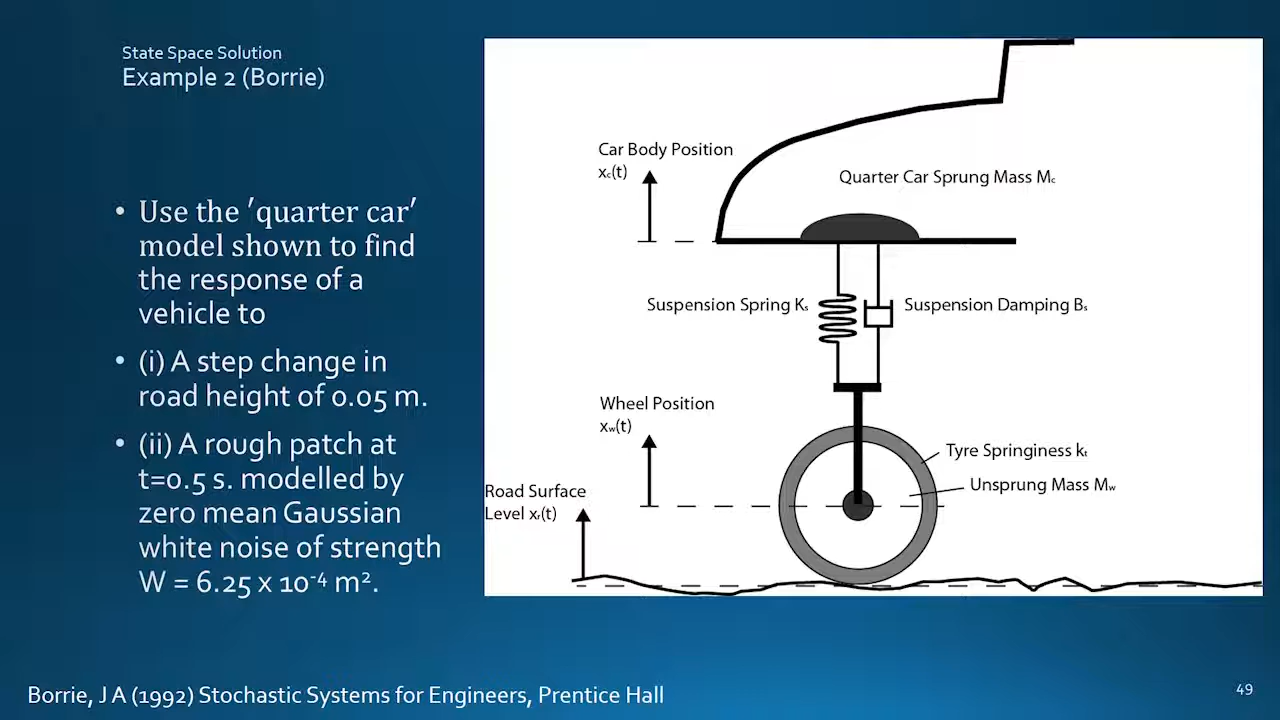 State Space Solution
Example 2 (Borrie)
• Use the ′quarter car′
model shown to find
the response of a
vehicle to
• (i) A step change in
road height of 0.05 m.
• (ii) A rough patch at
t=0.5 s. modelled by
zero mean Gaussian
white noise of strength
W = 6.25 x 10⁻⁴ m².
Car Body Position
xc(t)
Quarter Car Sprung Mass Mc
Suspension Spring Ks
Suspension Damping Bs
Wheel Position
xw(t)
Tyre Springiness kt
Unsprung Mass Mw
Road Surface
Level xr(t)
Borrie, J A (1992) Stochastic Systems for Engineers, Prentice Hall
49